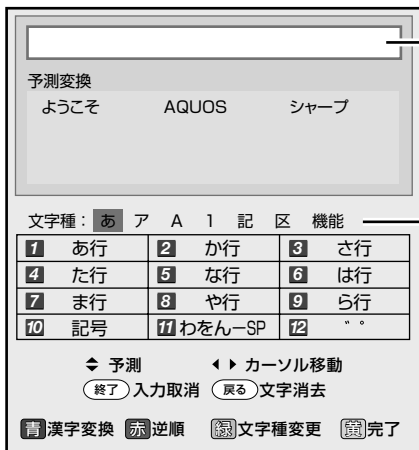 予測変換
ようこそ AQUOS シャープ
文字種： あ ア A 1 記 区 機能
1 あ行 2 か行 3 さ行
4 た行 5 な行 6 は行
7 ま行 8 や行 9 ら行
10 記号 11 わをんーSP 12 ゛゜
予測 カーソル移動
終了 入力取消 戻る 文字消去
青 漢字変換 赤 逆順 緑 文字種変更 黄 完了